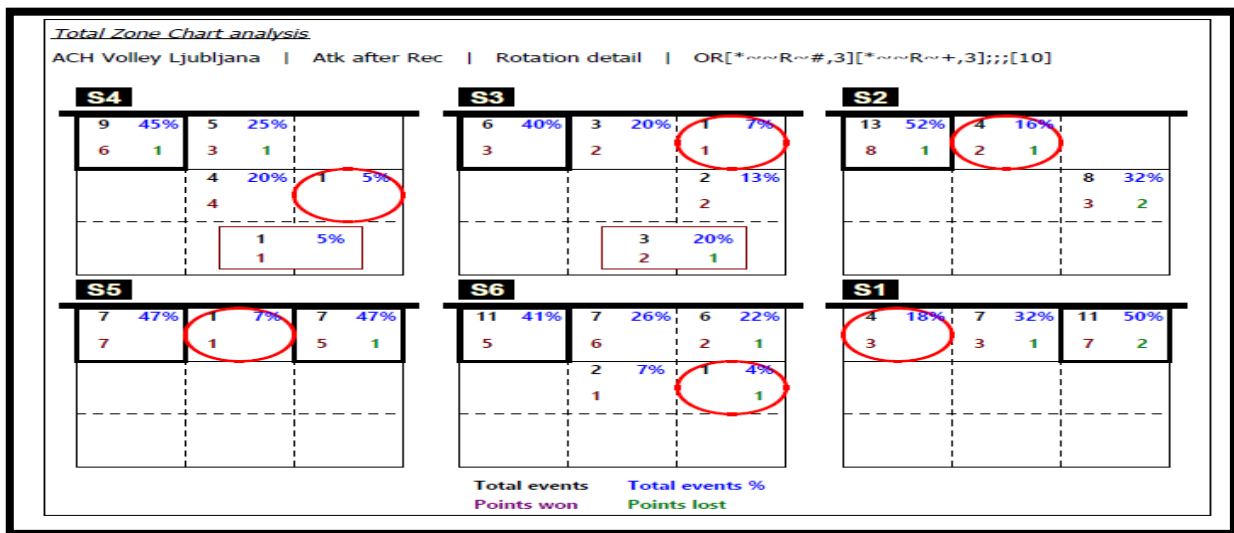 Total Zone Chart analysis
ACH Volley Ljubljana | Atk after Rec | Rotation detail | OR[*~~R~#,3][*~~R~+,3];;;[10]
S4 S3 S2
9 45% 5 25% 6 40% 3 20% 1 7% 13 52% 4 16%
6 1 3 1 3 2 1 8 1 2 1
4 20% 1 5% 2 13% 8 32%
4 2 3 2
1 5% 3 20%
1 2 1
S5 S6 S1
7 47% 1 7% 7 47% 11 41% 7 26% 6 22% 4 18% 7 32% 11 50%
7 1 5 1 5 6 2 1 3 3 1 7 2
2 7% 1 4%
1 1
Total events Total events %
Points won Points lost